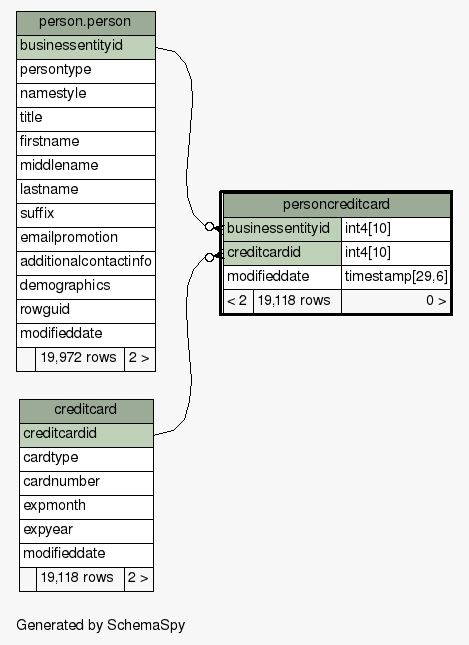 person.person
businessentityid
persontype
namestyle
title
firstname
middlename
lastname
suffix
emailpromotion
additionalcontactinfo
demographics
rowguid
modifieddate
19,972 rows 2 >
personcreditcard
businessentityid int4[10]
creditcardid int4[10]
modifieddate timestamp[29,6]
< 2 19,118 rows 0 >
creditcard
creditcardid
cardtype
cardnumber
expmonth
expyear
modifieddate
19,118 rows 2 >
Generated by SchemaSpy